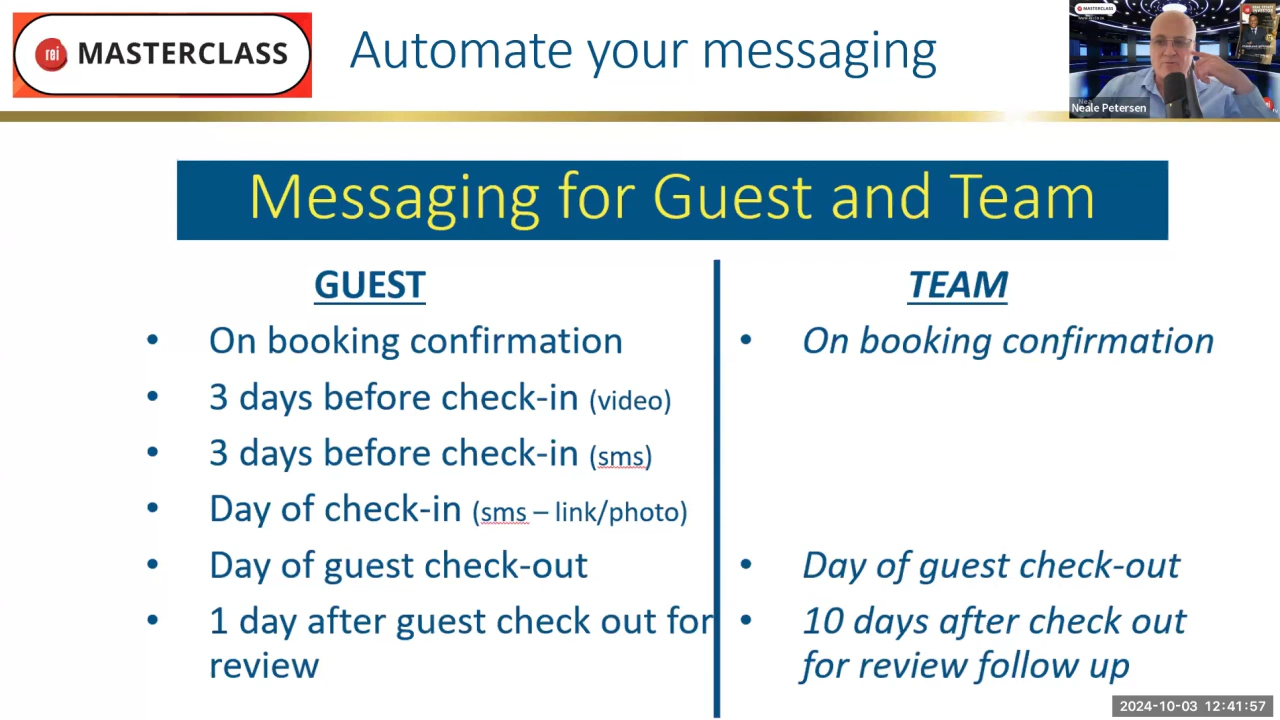 rei MASTERCLASS
Automate your messaging
MASTERCLASS
Neale Petersen
Messaging for Guest and Team
GUEST
• On booking confirmation
• 3 days before check-in (video)
• 3 days before check-in (sms)
• Day of check-in (sms – link/photo)
• Day of guest check-out
• 1 day after guest check out for
review
TEAM
• On booking confirmation
• Day of guest check-out
• 10 days after check out
for review follow up
2024-10-03 12:41:57